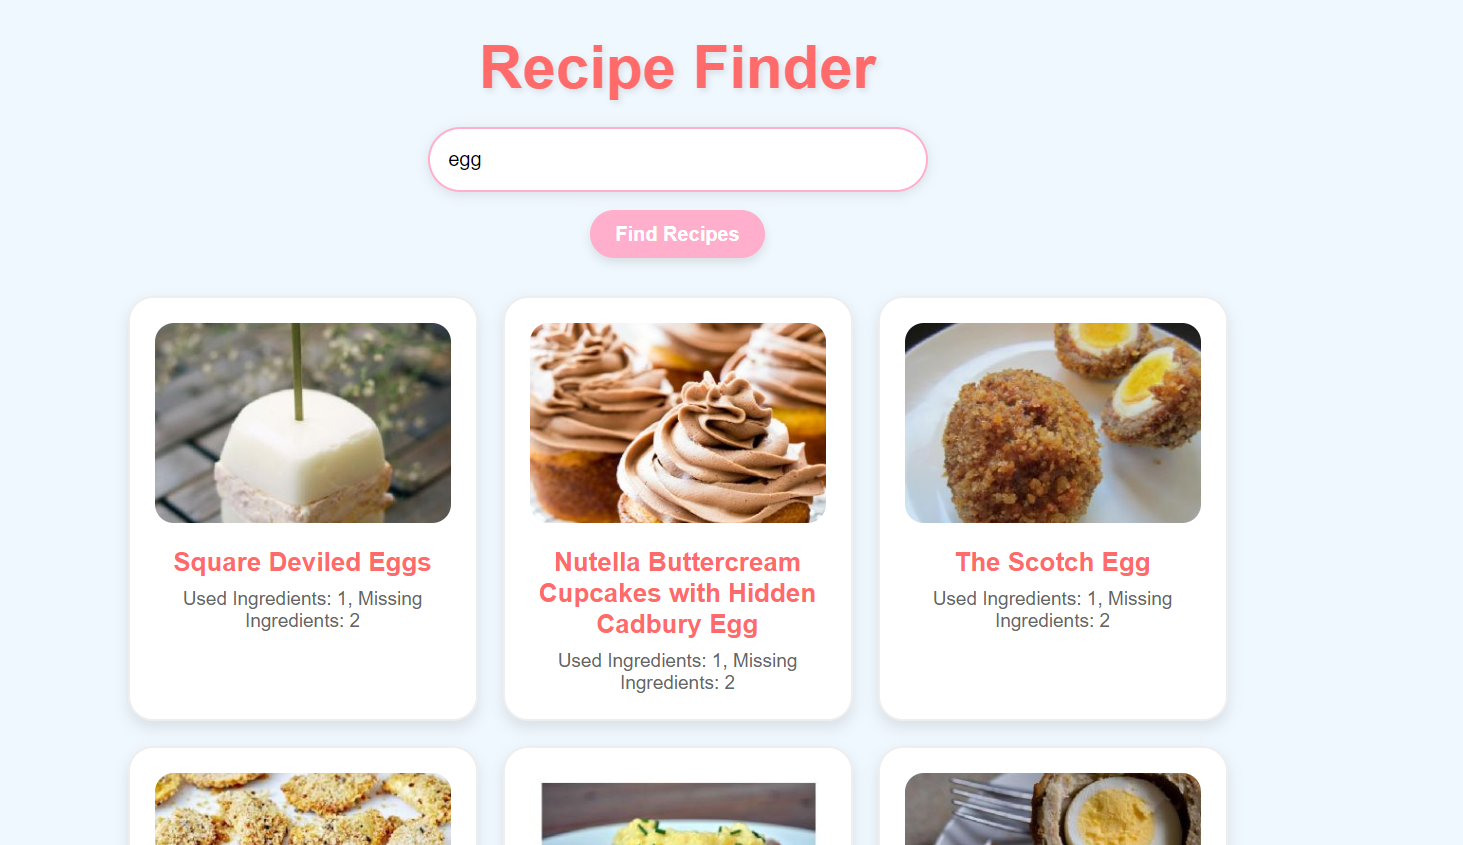 Recipe Finder
egg
Find Recipes
Square Deviled Eggs
Used Ingredients: 1, Missing
Ingredients: 2
Nutella Buttercream
Cupcakes with Hidden
Cadbury Egg
Used Ingredients: 1, Missing
Ingredients: 2
The Scotch Egg
Used Ingredients: 1, Missing
Ingredients: 2